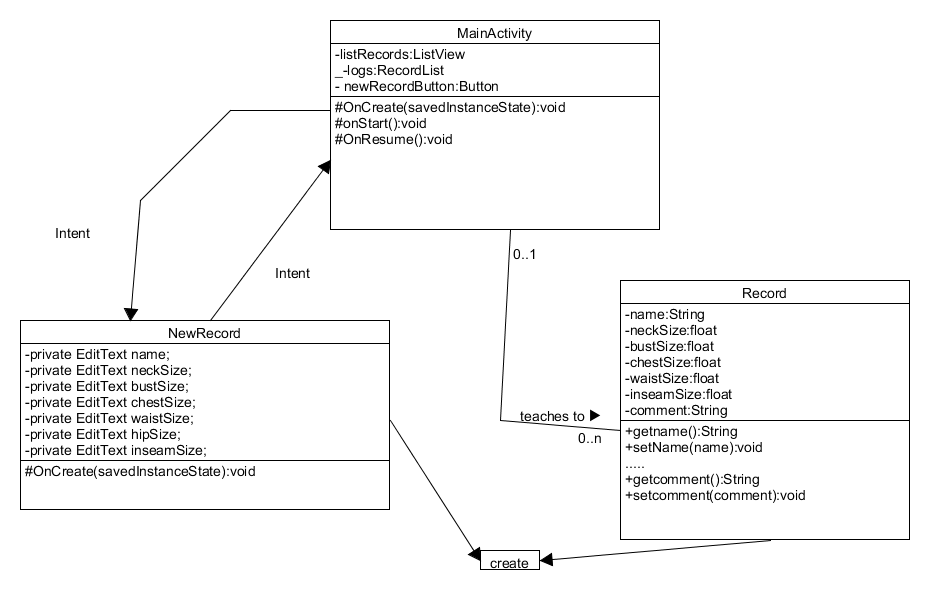 MainActivity
-listRecords:ListView
_-logs:RecordList
- newRecordButton:Button
#OnCreate(savedInstanceState):void
#onStart():void
#OnResume():void
Intent
Intent
0..1
teaches to
0..n
NewRecord
-private EditText name;
-private EditText neckSize;
-private EditText bustSize;
-private EditText chestSize;
-private EditText waistSize;
-private EditText hipSize;
-private EditText inseamSize;
#OnCreate(savedInstanceState):void
Record
-name:String
-neckSize:float
-bustSize:float
-chestSize:float
-waistSize:float
-inseamSize:float
-comment:String
+getname():String
+setName(name):void
.....
+getcomment():String
+setcomment(comment):void
create